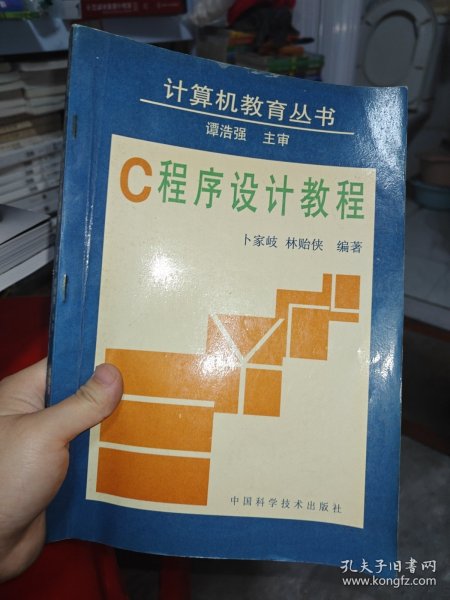 计算机教育丛书
谭浩强 主审
C程序设计教程
卜家岐 林贻侠 编著
中国科学技术出版社
孔夫子旧书网
www.kongfz.com